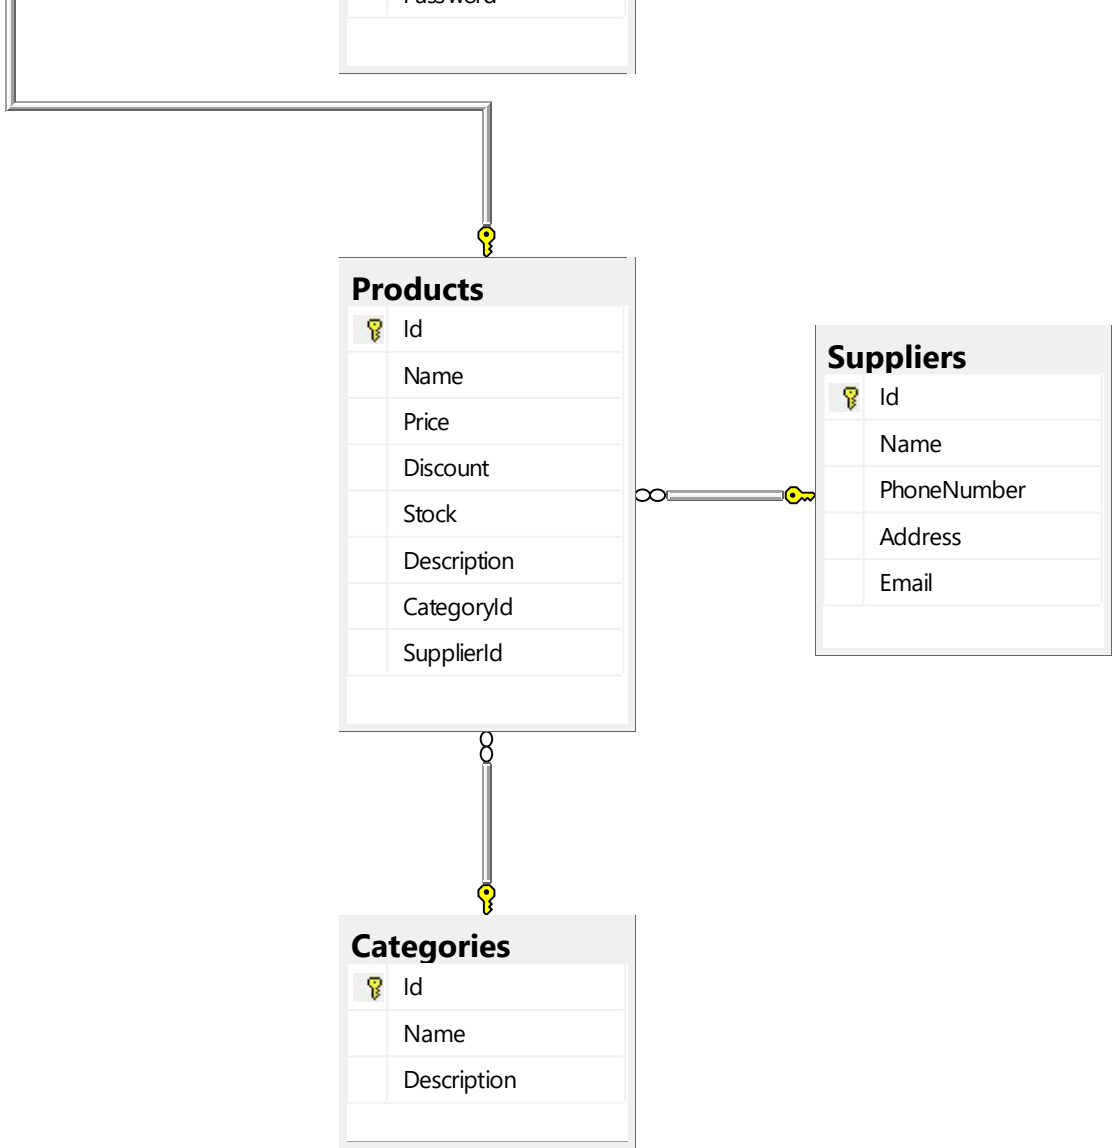 Password
Products
Id
Name
Price
Discount
Stock
Description
CategoryId
SupplierId
Suppliers
Id
Name
PhoneNumber
Address
Email
Categories
Id
Name
Description